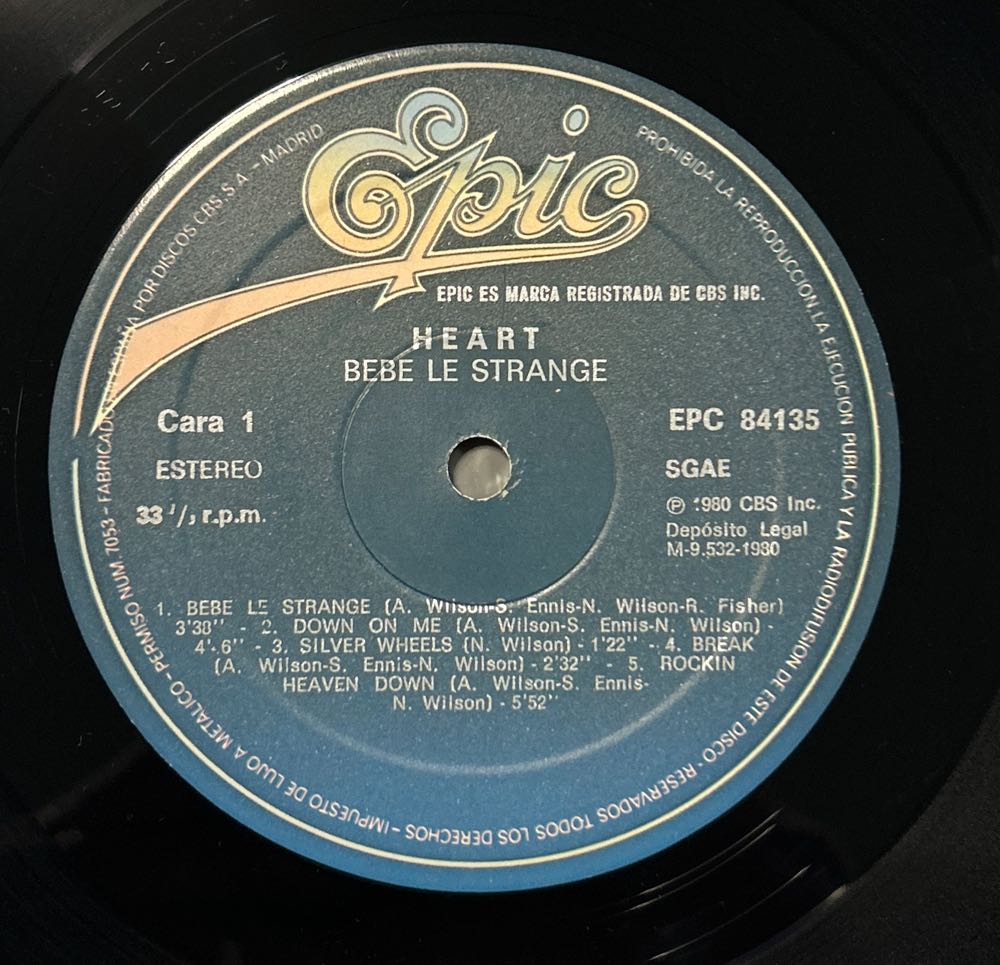 Epic
EPIC ES MARCA REGISTRADA DE CBS INC.
HEART
BEBE LE STRANGE
Cara 1
ESTEREO
33 1/3 r.p.m.
EPC 84135
SGAE
Ⓟ 1980 CBS Inc.
Depósito Legal
M-9.532-1980
1. BEBE LE STRANGE (A. Wilson-S. Ennis-N. Wilson-R. Fisher)
3'38" - 2. DOWN ON ME (A. Wilson-S. Ennis-N. Wilson) -
3. SILVER WHEELS (N. Wilson) - 1'22" - 4. BREAK
(A. Wilson-S. Ennis-N. Wilson) - 2'32" - 5. ROCKIN
HEAVEN DOWN (A. Wilson-S. Ennis-
N. Wilson) - 5'52"
PERMISO NUM. 7053 - FABRICADO EN ESPAÑA POR DISCOS CBS. S.A. - MADRID
PROHIBIDA LA REPRODUCCION, LA EJECUCION PUBLICA Y LA RADIODIFUSION DE ESTE DISCO - RESERVADOS TODOS LOS DERECHOS - IMPUESTO DE LUJO A METALICO -